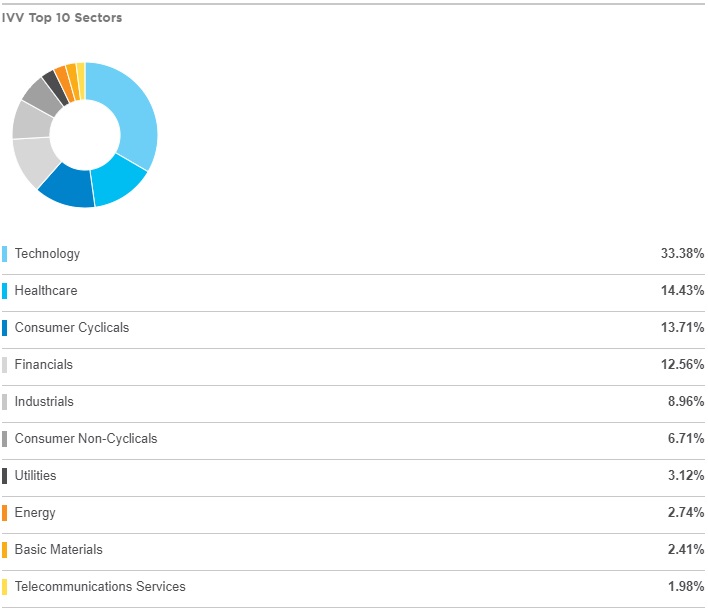 IVV Top 10 Sectors
Technology 33.38%
Healthcare 14.43%
Consumer Cyclicals 13.71%
Financials 12.56%
Industrials 8.96%
Consumer Non-Cyclicals 6.71%
Utilities 3.12%
Energy 2.74%
Basic Materials 2.41%
Telecommunications Services 1.98%